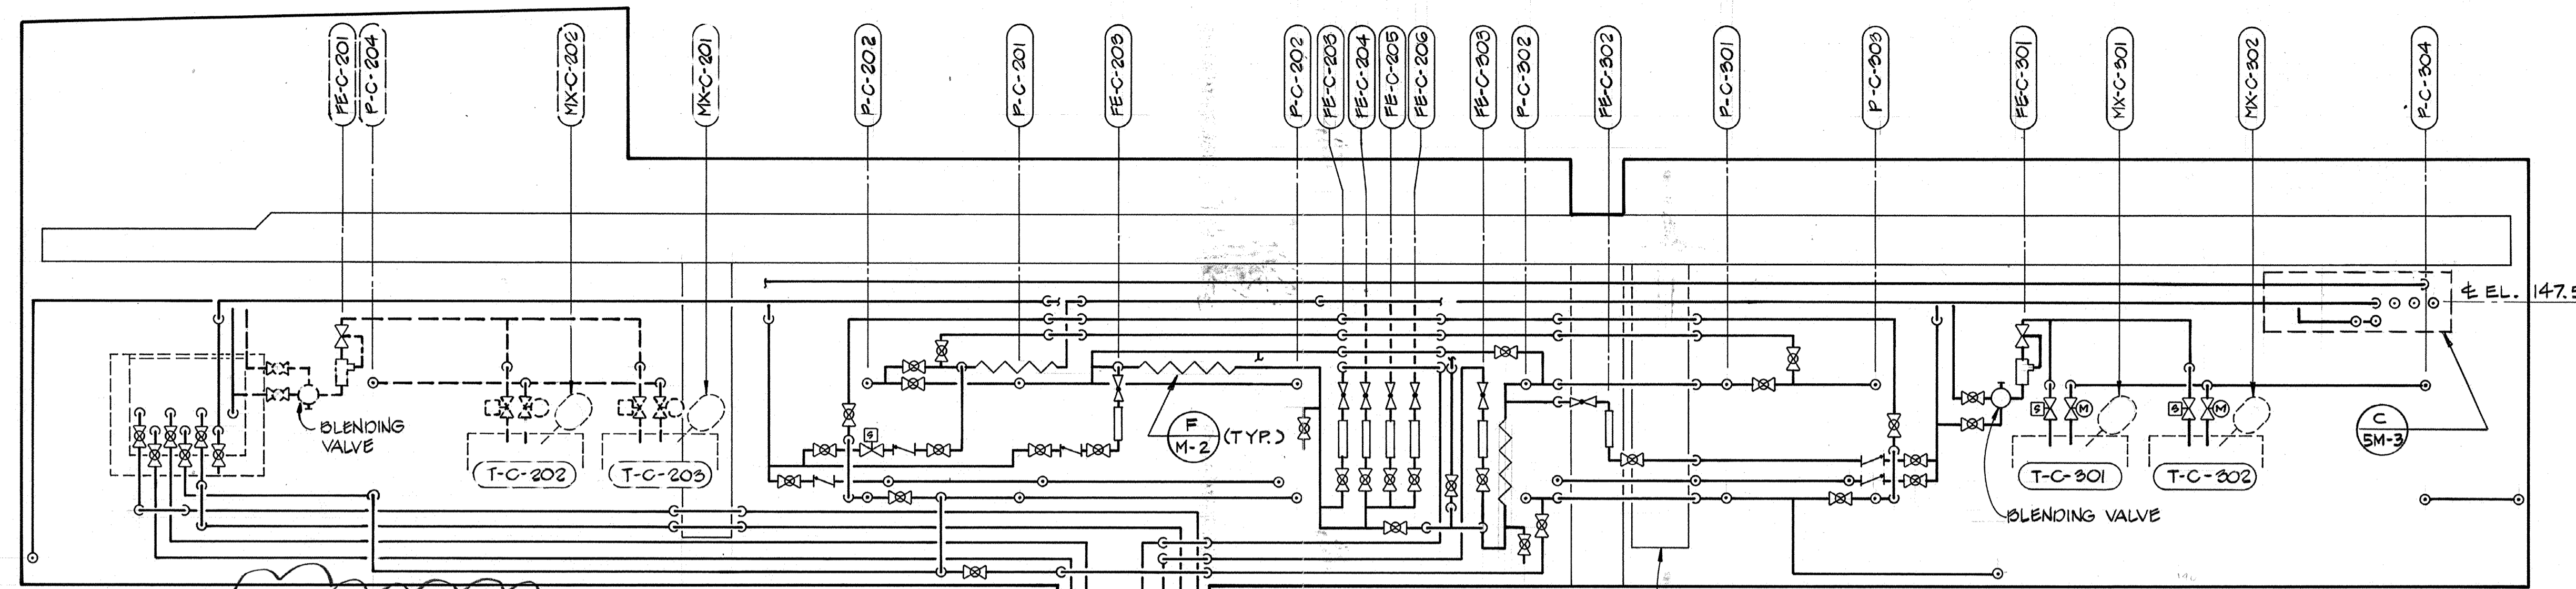 FE-C-201
P-C-204
MX-C-202
MX-C-201
P-C-202
P-C-201
FE-C-203
P-C-202
FE-C-203
FE-C-204
FE-C-205
FE-C-206
FE-C-303
P-C-302
FE-C-302
P-C-301
P-C-303
FE-C-301
MX-C-301
MX-C-302
P-C-304
℄ EL. 147.5
BLENDING
VALVE
S
F
M-2
(TYP.)
S
M
S
M
C
5M-3
T-C-202
T-C-203
T-C-301
T-C-302
BLENDING VALVE